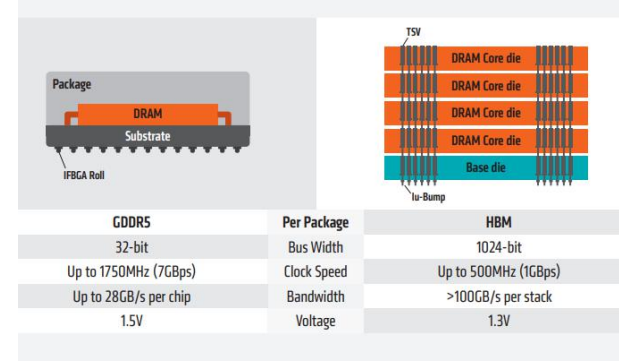 Package
DRAM
Substrate
IFBGA Roll
TSV
DRAM Core die
DRAM Core die
DRAM Core die
DRAM Core die
Base die
Iu-Bump
GDDR5 Per Package HBM
32-bit Bus Width 1024-bit
Up to 1750MHz (7GBps) Clock Speed Up to 500MHz (1GBps)
Up to 28GB/s per chip Bandwidth >100GB/s per stack
1.5V Voltage 1.3V